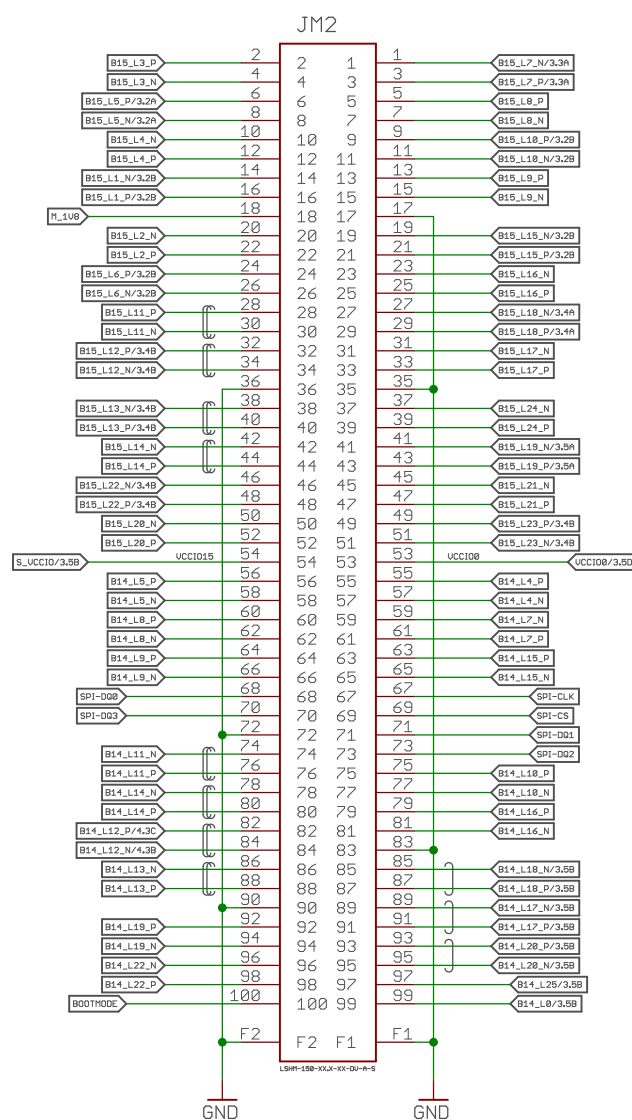 JM2
B15_L3_P 2 2 1 1 B15_L7_N/3.3A
B15_L3_N 4 4 3 3 B15_L7_P/3.3A
B15_L5_P/3.2A 6 6 5 5 B15_L8_P
B15_L5_N/3.2A 8 8 7 7 B15_L8_N
B15_L4_N 10 10 9 9 B15_L10_P/3.2B
B15_L4_P 12 12 11 11 B15_L10_N/3.2B
B15_L1_N/3.2B 14 14 13 13 B15_L9_P
B15_L1_P/3.2B 16 16 15 15 B15_L9_N
M_1V8 18 18 17 17
B15_L2_N 20 20 19 19 B15_L15_N/3.2B
B15_L2_P 22 22 21 21 B15_L15_P/3.2B
B15_L6_P/3.2B 24 24 23 23 B15_L16_N
B15_L6_N/3.2B 26 26 25 25 B15_L16_P
B15_L11_P 28 28 27 27 B15_L18_N/3.4A
B15_L11_N 30 30 29 29 B15_L18_P/3.4A
B15_L12_P/3.4B 32 32 31 31 B15_L17_N
B15_L12_N/3.4B 34 34 33 33 B15_L17_P
36 36 35 35
B15_L13_N/3.4B 38 38 37 37 B15_L24_N
B15_L13_P/3.4B 40 40 39 39 B15_L24_P
B15_L14_N 42 42 41 41 B15_L19_N/3.5A
B15_L14_P 44 44 43 43 B15_L19_P/3.5A
B15_L22_N/3.4B 46 46 45 45 B15_L21_N
B15_L22_P/3.4B 48 48 47 47 B15_L21_P
B15_L20_N 50 50 49 49 B15_L23_P/3.4B
B15_L20_P 52 52 51 51 B15_L23_N/3.4B
S_VCCIO/3.5B VCCIO15 54 54 53 53 VCCIO0 VCCIO0/3.5D
B14_L5_P 56 56 55 55 B14_L4_P
B14_L5_N 58 58 57 57 B14_L4_N
B14_L8_P 60 60 59 59 B14_L7_N
B14_L8_N 62 62 61 61 B14_L7_P
B14_L9_P 64 64 63 63 B14_L15_P
B14_L9_N 66 66 65 65 B14_L15_N
SPI-DQ0 68 68 67 67 SPI-CLK
SPI-DQ3 70 70 69 69 SPI-CS
72 72 71 71 SPI-DQ1
B14_L11_N 74 74 73 73 SPI-DQ2
B14_L11_P 76 76 75 75 B14_L10_P
B14_L14_N 78 78 77 77 B14_L10_N
B14_L14_P 80 80 79 79 B14_L16_P
B14_L12_P/4.3C 82 82 81 81 B14_L16_N
B14_L12_N/4.3B 84 84 83 83
B14_L13_N 86 86 85 85 B14_L18_N/3.5B
B14_L13_P 88 88 87 87 B14_L18_P/3.5B
90 90 89 89 B14_L17_N/3.5B
B14_L19_P 92 92 91 91 B14_L17_P/3.5B
B14_L19_N 94 94 93 93 B14_L20_P/3.5B
B14_L22_N 96 96 95 95 B14_L20_N/3.5B
B14_L22_P 98 98 97 97 B14_L25/3.5B
BOOTMODE 100 100 99 99 B14_L0/3.5B
F2 F2 F1 F1
LSHM-150-XX.X-XX-DV-A-S
GND GND